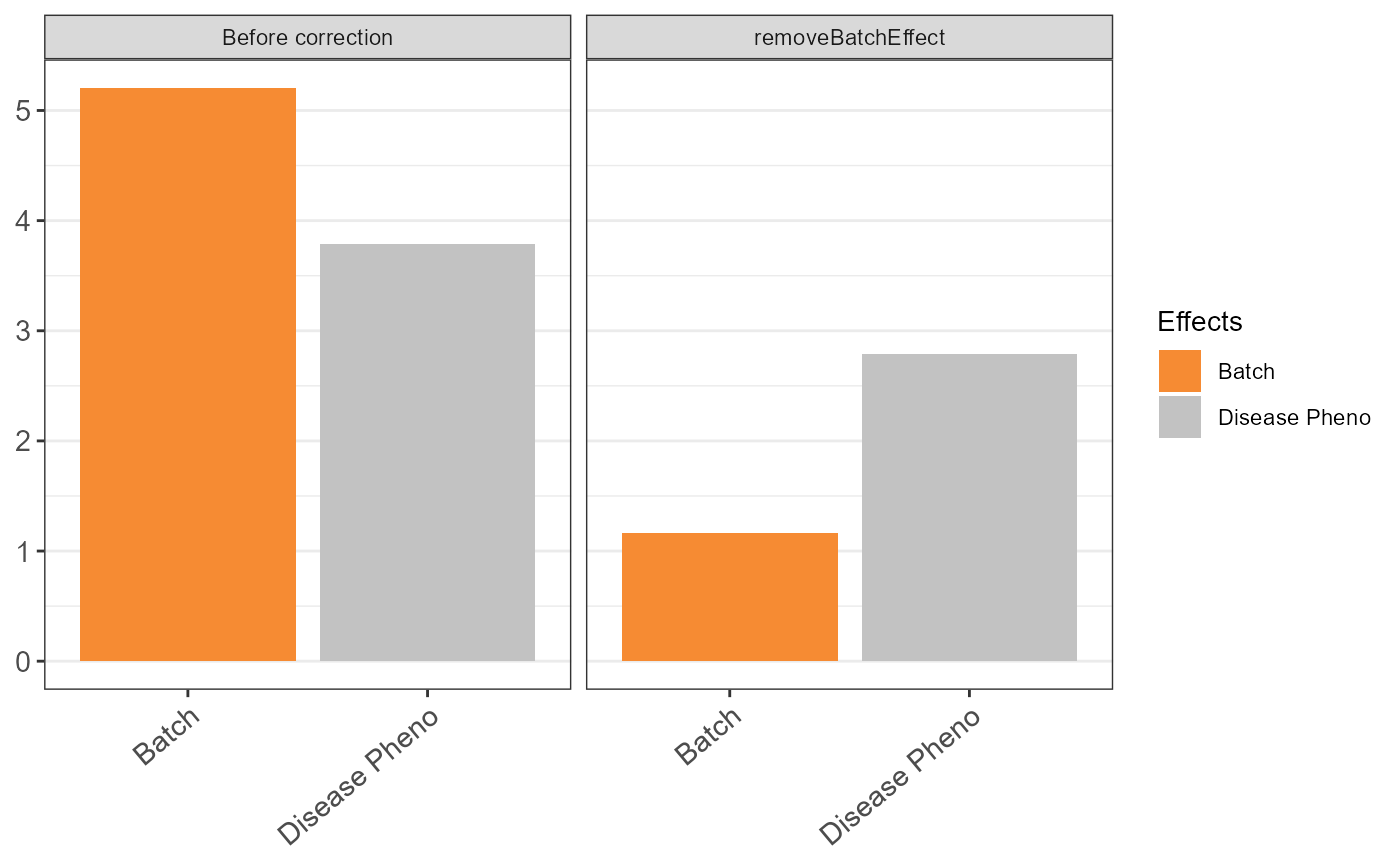 Before correction
removeBatchEffect
5
4
3
2
1
0
Batch
Disease Pheno
Batch
Disease Pheno
Effects
Batch
Disease Pheno